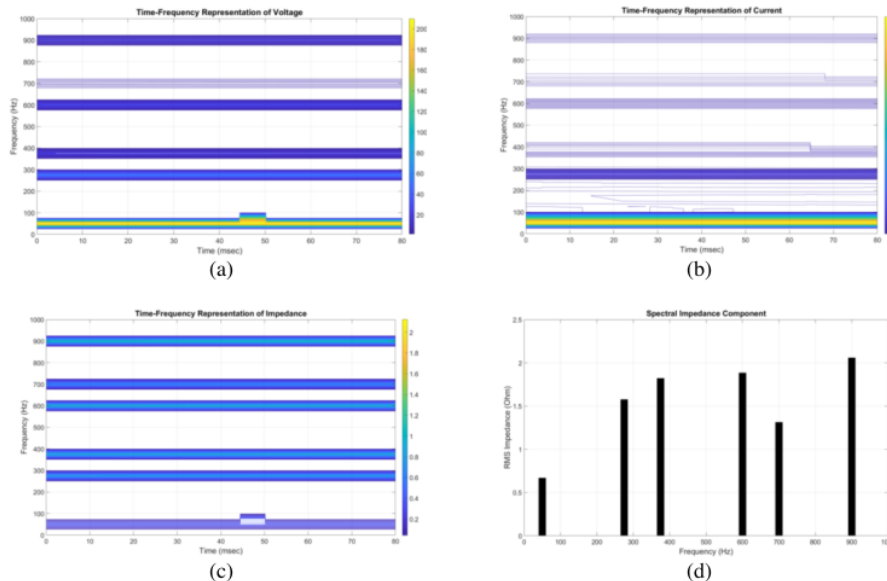 Time-Frequency Representation of Voltage
1000
900
800
700
600
500
400
300
200
100
0
Frequency (Hz)
0 10 20 30 40 50 60 70 80
Time (msec)
200
180
160
140
120
100
80
60
40
20
(a)
Time-Frequency Representation of Current
1000
900
800
700
600
500
400
300
200
100
0
Frequency (Hz)
0 10 20 30 40 50 60 70 80
Time (msec)
(b)
Time-Frequency Representation of Impedance
1000
900
800
700
600
500
400
300
200
100
0
Frequency (Hz)
0 10 20 30 40 50 60 70 80
Time (msec)
2
1.8
1.6
1.4
1.2
1
0.8
0.6
0.4
0.2
(c)
Spectral Impedance Component
2.5
2
1.5
1
0.5
0
RMS Impedance (Ohm)
0 100 200 300 400 500 600 700 800 900
Frequency (Hz)
(d)